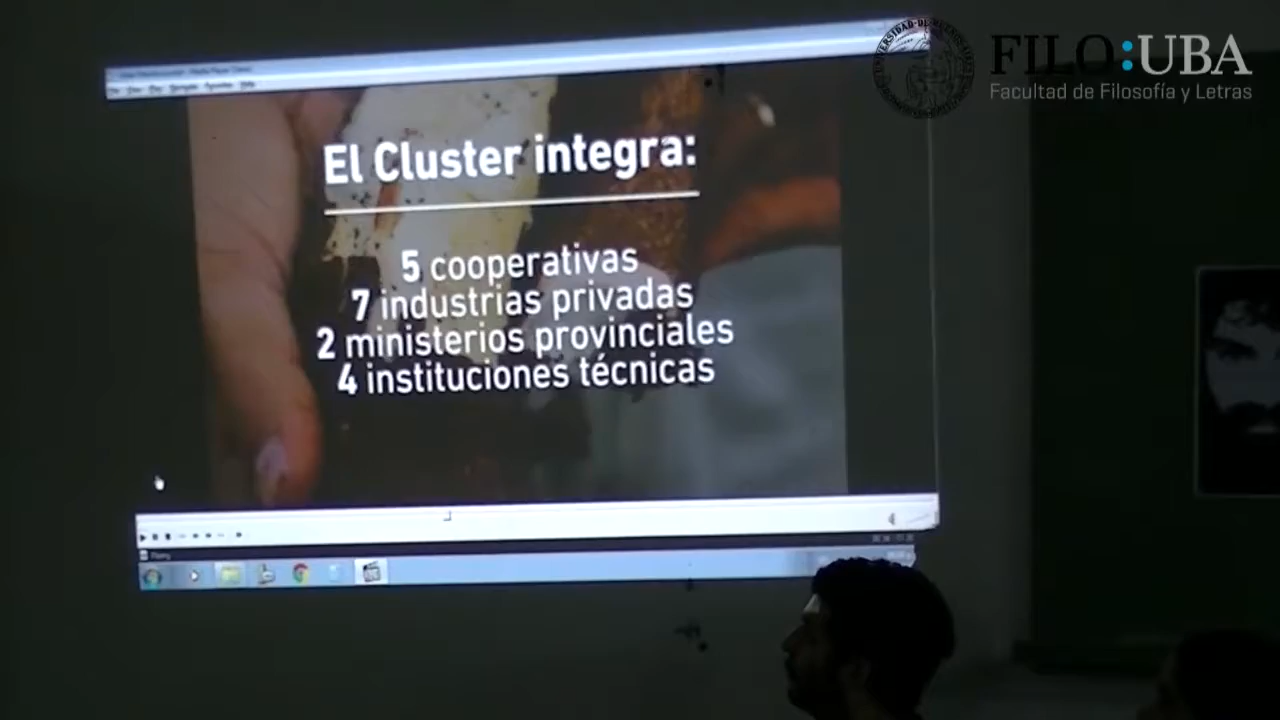 FILO:UBA
Facultad de Filosofía y Letras
El Cluster integra:
5 cooperativas
7 industrias privadas
2 ministerios provinciales
4 instituciones técnicas